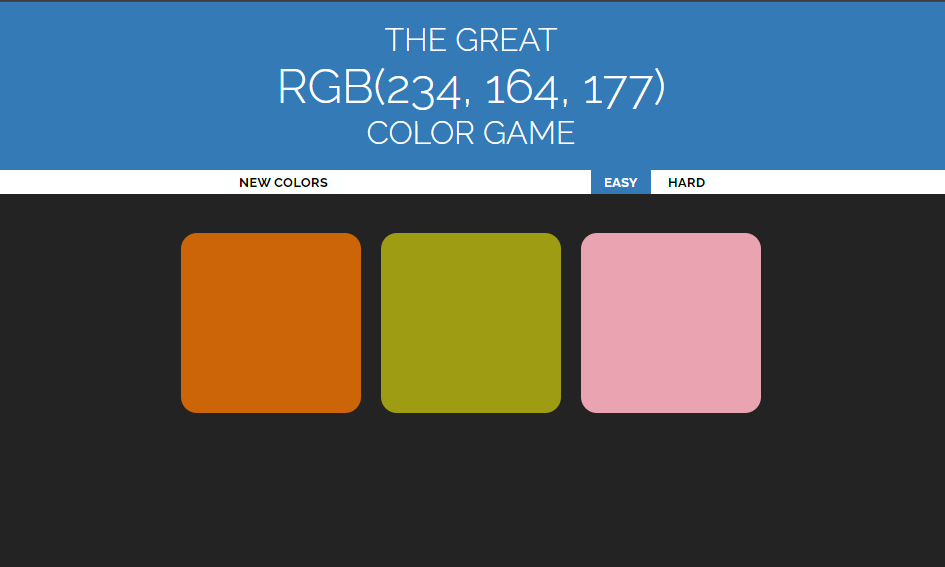 THE GREAT
RGB(234, 164, 177)
COLOR GAME
NEW COLORS EASY HARD